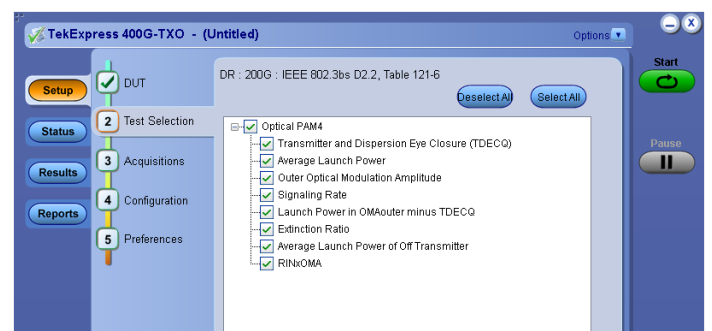 TekExpress 400G-TXO - (Untitled)
Options
Start
Setup
DUT
DR : 200G : IEEE 802.3bs D2.2, Table 121-6
Deselect All
Select All
Status
2 Test Selection
Optical PAM4
Transmitter and Dispersion Eye Closure (TDECQ)
Pause
Results
3 Acquisitions
Average Launch Power
Outer Optical Modulation Amplitude
Signaling Rate
Reports
4 Configuration
Launch Power in OMAouter minus TDECQ
Extinction Ratio
5 Preferences
Average Launch Power of Off Transmitter
RINxOMA